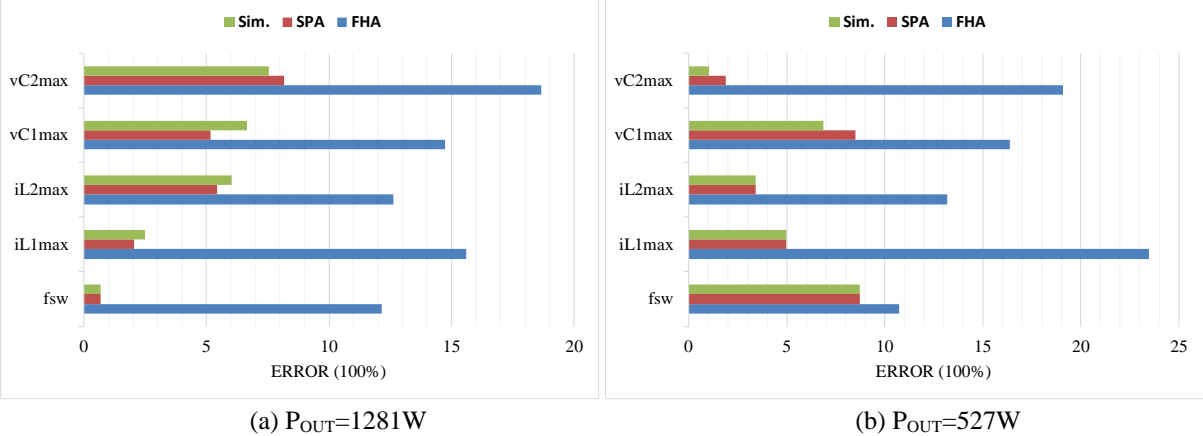 Sim. SPA FHA
vC2max
vC1max
iL2max
iL1max
fsw
0 5 10 15 20
ERROR (100%)
(a) POUT=1281W
Sim. SPA FHA
vC2max
vC1max
iL2max
iL1max
fsw
0 5 10 15 20 25
ERROR (100%)
(b) POUT=527W